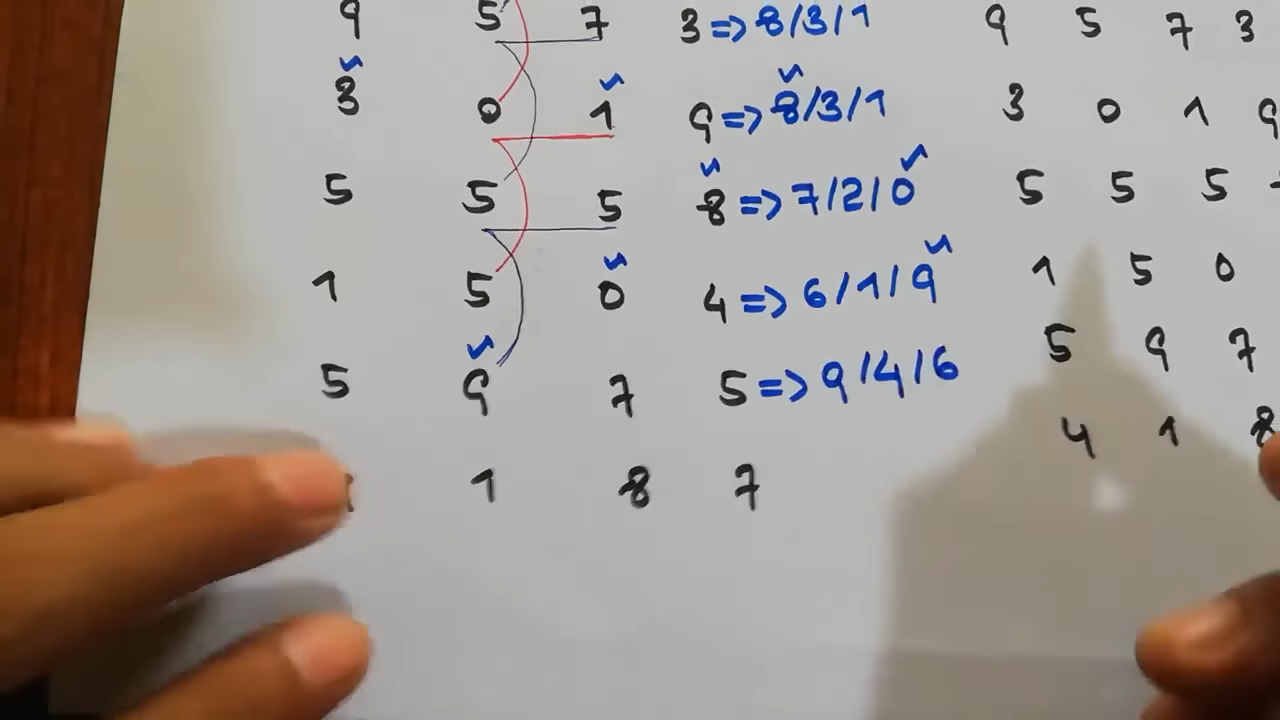 9 5 7 3 => 8/3/1 9 5 7 3
3 0 1 9 => 8/3/1 3 0 1 9
5 5 5 8 => 7/2/0 5 5 5
1 5 0 4 => 6/1/9 1 5 0
5 9 7 5 => 9/4/6 5 9 7
1 8 7 4 1 8